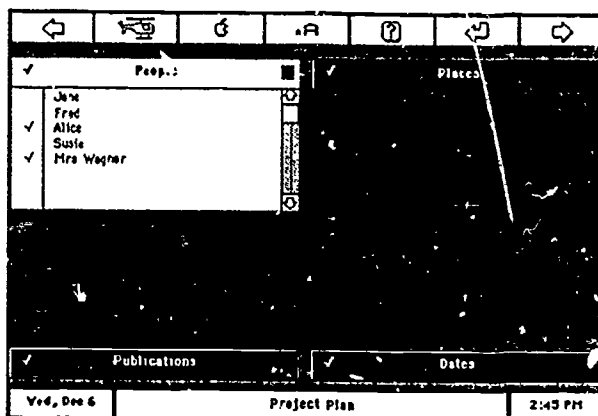 People
Places
Jane
Fred
Alice
Susie
Mrs Wagner
Publications
Dates
Wed, Dec 6
Project Plan
2:45 PM